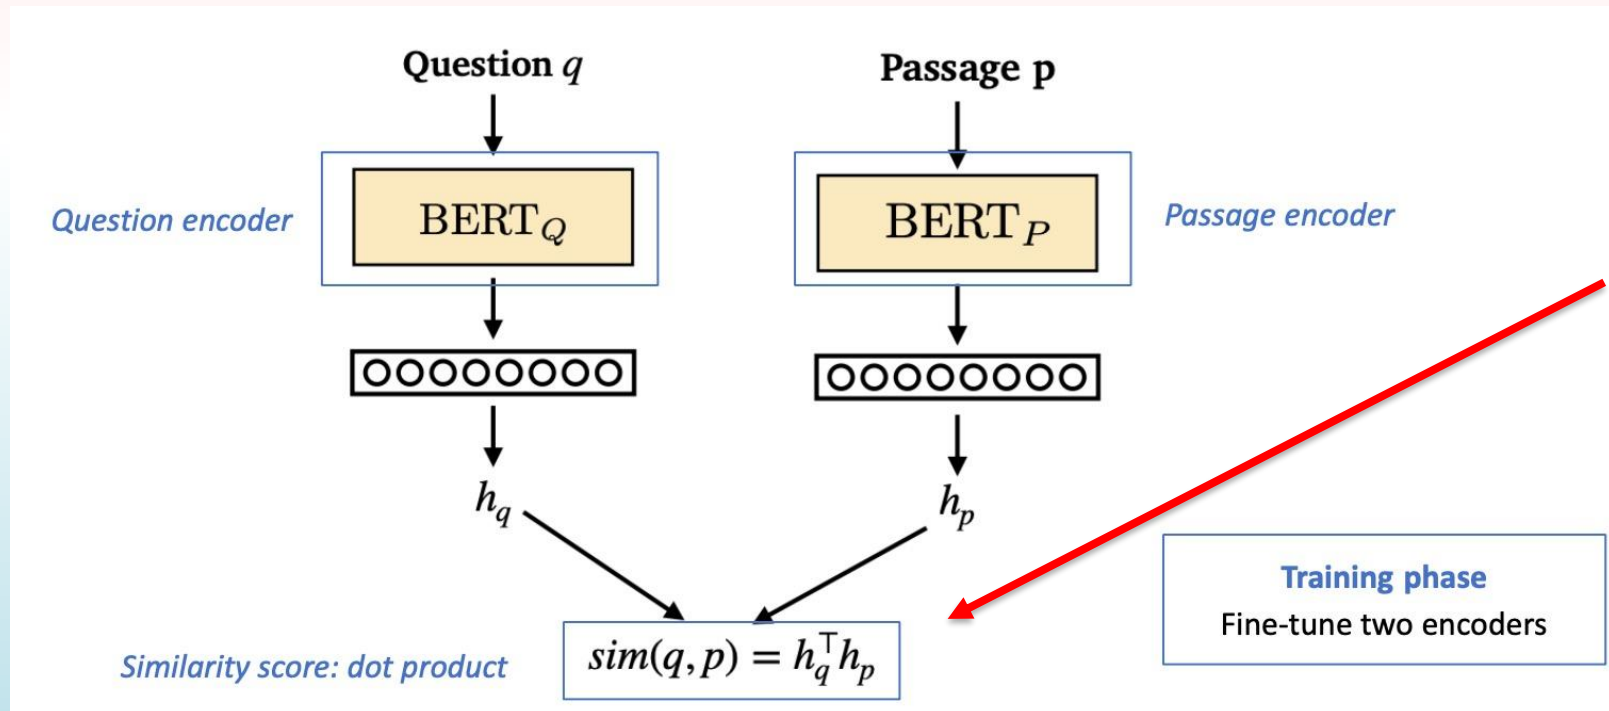 Question q
Passage p
Question encoder
BERT_Q
BERT_P
Passage encoder
h_q
h_p
Training phase
Fine-tune two encoders
Similarity score: dot product
sim(q, p) = h_q^⊤ h_p